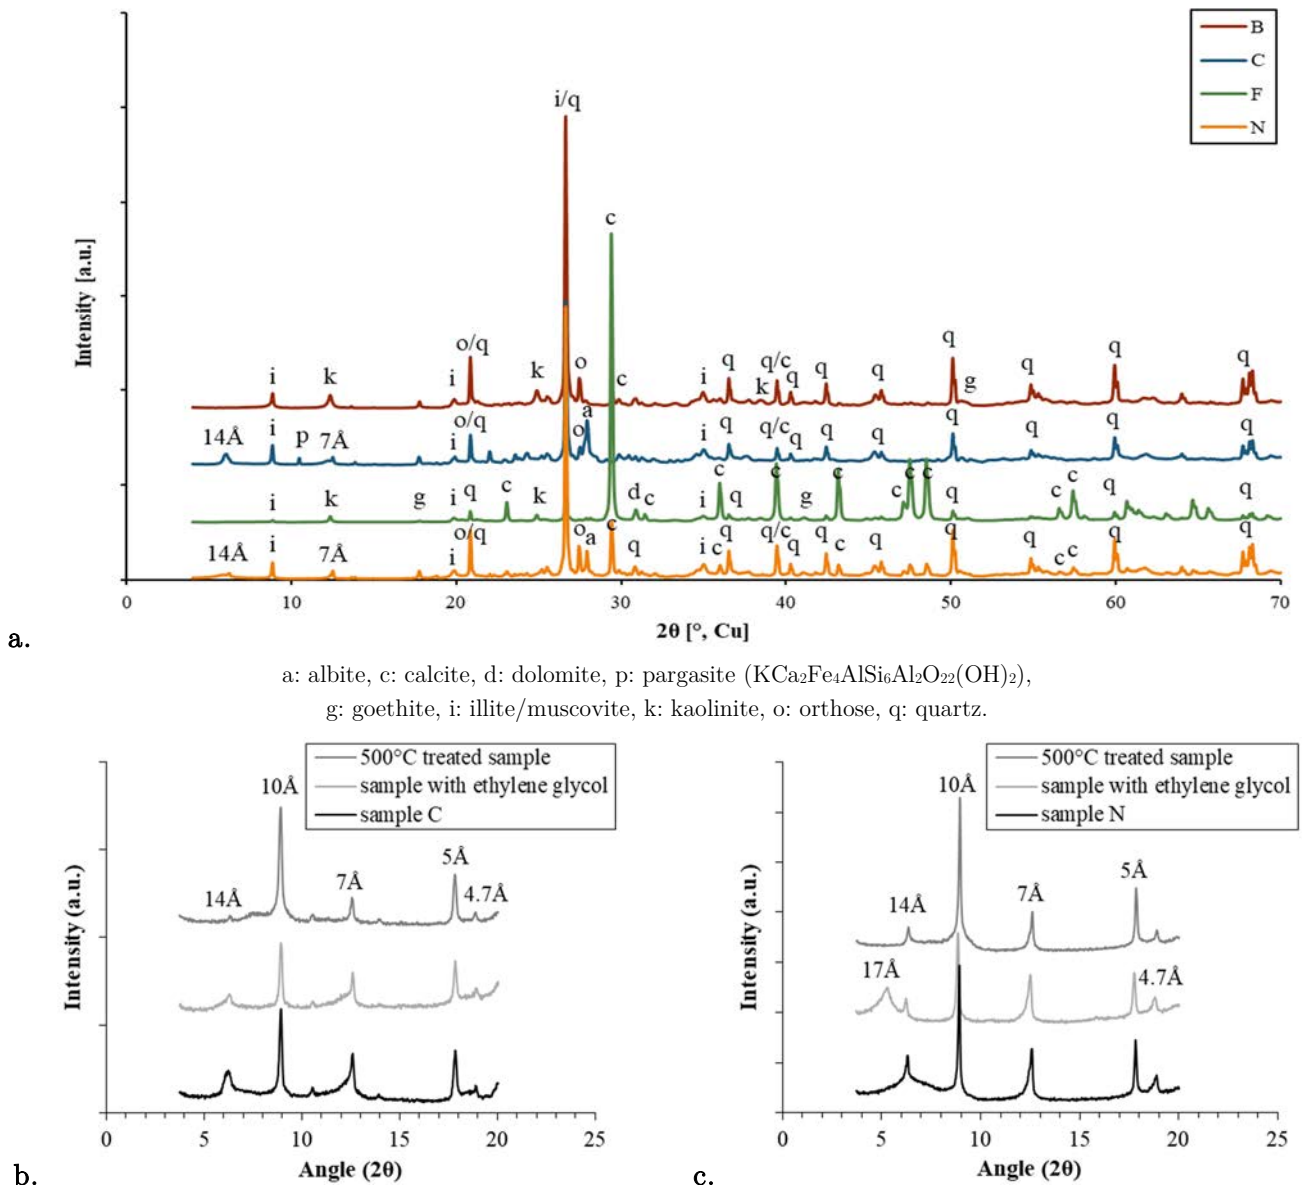 B
C
F
N
Intensity [a.u.]
i/q
c
i k i o/q k o c i q k q/c q q q q g q q q
14Å i p 7Å i o/q o a i q q/c q q q q q q q
i k g i q c k d c i q c c g c c c q c c q q
14Å i 7Å i o/q o a c q i c q q/c q q c q q q c c q q
0 10 20 30 40 50 60 70
2θ [°, Cu]
a.
a: albite, c: calcite, d: dolomite, p: pargasite (KCa₂Fe₄AlSi₆Al₂O₂₂(OH)₂),
g: goethite, i: illite/muscovite, k: kaolinite, o: orthose, q: quartz.
500°C treated sample
sample with ethylene glycol
sample C
10Å
14Å
7Å
5Å
4.7Å
Intensity (a.u.)
0 5 10 15 20 25
Angle (2θ)
b.
500°C treated sample
sample with ethylene glycol
sample N
10Å
14Å
7Å
5Å
17Å
4.7Å
Intensity (a.u.)
0 5 10 15 20 25
Angle (2θ)
c.